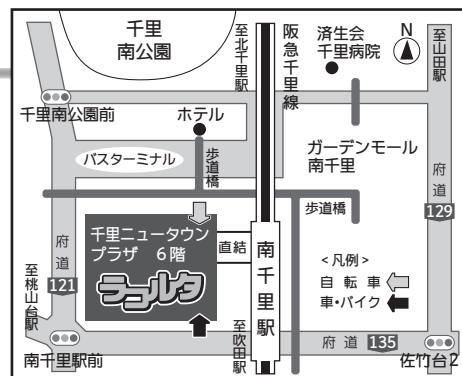 千里
南公園
至北千里駅
阪急千里線
済生会
千里病院
N
至山田駅
千里南公園前
ホテル
バスターミナル
歩道橋
ガーデンモール
南千里
府道
129
歩道橋
千里ニュータウン
プラザ 6階
ラコルタ
直結
南千里駅
<凡例>
自転車
車・バイク
府道
121
至桃山台駅
南千里駅前
至吹田駅
府道 135
佐竹台2